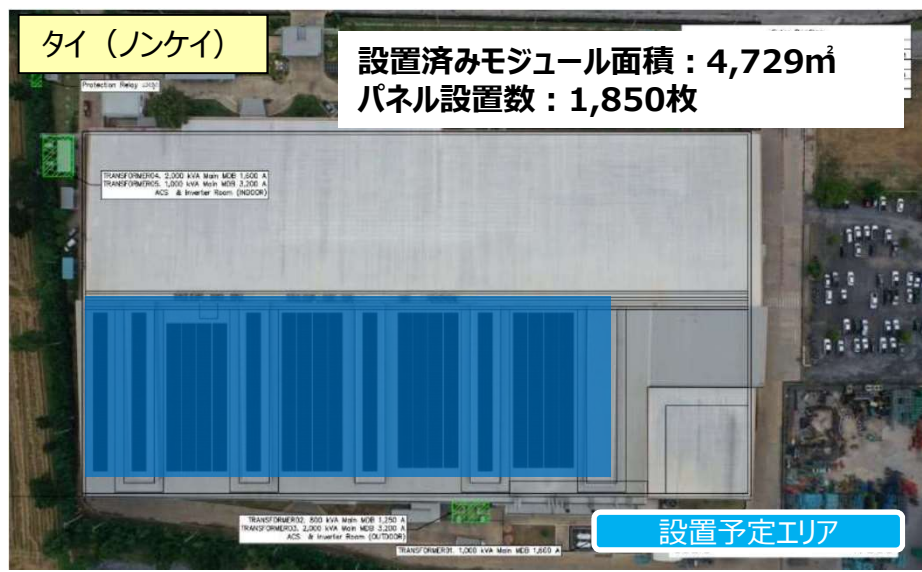 タイ（ノンケイ）
設置済みモジュール面積：4,729㎡
パネル設置数：1,850枚
Protection Relay
TRANSFORMER04, 2,000 kVA Main MDB 1,600 A
TRANSFORMER05, 1,000 kVA Main MDB 3,200 A
ACS & Inverter Room (INDOOR)
TRANSFORMER02, 800 kVA Main MDB 1,250 A
TRANSFORMER03, 2,000 kVA Main MDB 3,200 A
ACS & Inverter Room (OUTDOOR)
TRANSFORMER01, 1,000 kVA Main MDB 1,600 A
設置予定エリア